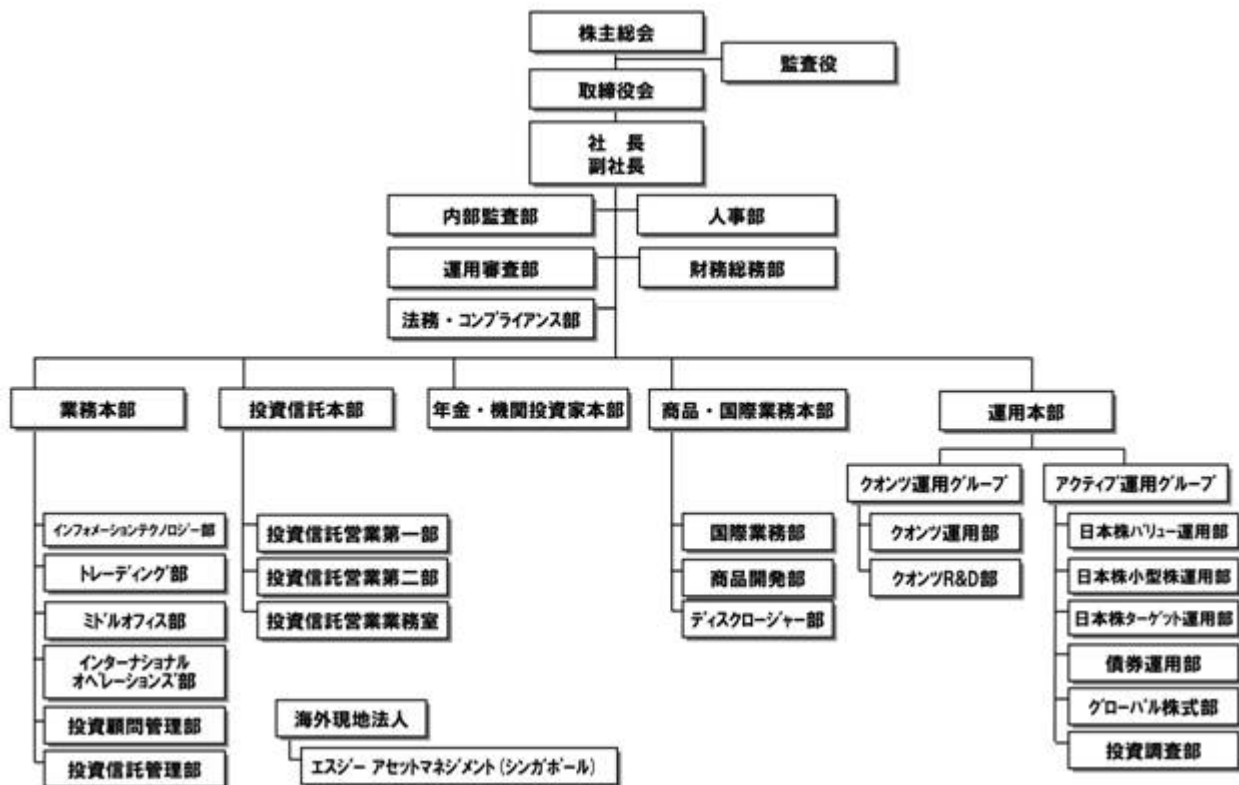 株主総会
監査役
取締役会
社　長
副社長
内部監査部
人事部
運用審査部
財務総務部
法務・コンプライアンス部
業務本部
投資信託本部
年金・機関投資家本部
商品・国際業務本部
運用本部
クオンツ運用グループ
アクティブ運用グループ
インフォメーションテクノロジー部
トレーディング部
ミドルオフィス部
インターナショナル
オペレーションズ部
投資顧問管理部
投資信託管理部
投資信託営業第一部
投資信託営業第二部
投資信託営業業務室
国際業務部
商品開発部
ディスクロージャー部
クオンツ運用部
クオンツR&D部
日本株バリュー運用部
日本株小型株運用部
日本株ターゲット運用部
債券運用部
グローバル株式部
投資調査部
海外現地法人
エスジー アセットマネジメント（シンガポール）